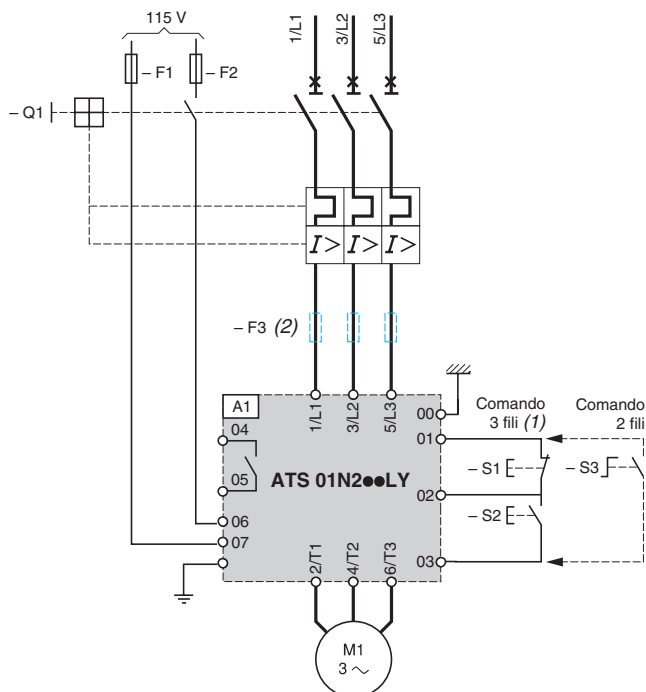 115 V
1/L1
3/L2
5/L3
– F1
– F2
– Q1
I>
I>
I>
– F3 (2)
A1
1/L1
3/L2
5/L3
00
04
01
Comando
3 fili (1)
Comando
2 fili
05
ATS 01N2●●LY
– S1
– S3
02
– S2
06
07
03
2/T1
4/T2
6/T3
M1
3 ~